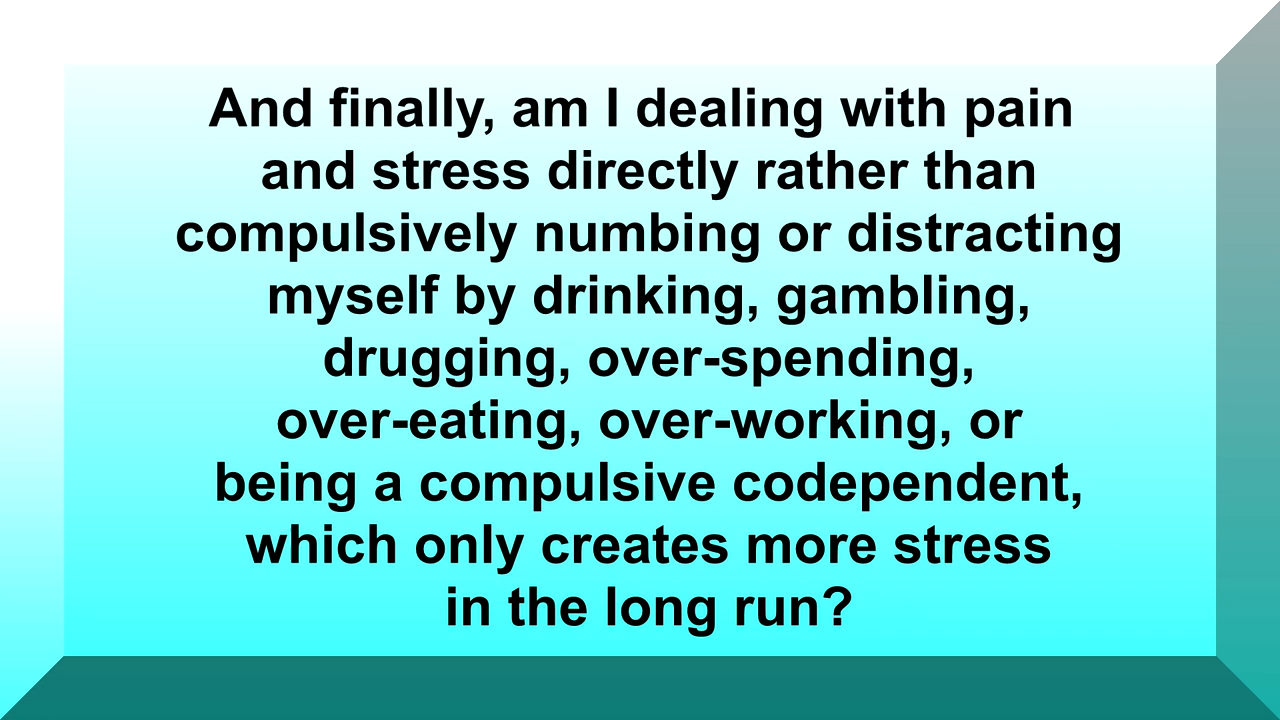 And finally, am I dealing with pain
and stress directly rather than
compulsively numbing or distracting
myself by drinking, gambling,
drugging, over-spending,
over-eating, over-working, or
being a compulsive codependent,
which only creates more stress
in the long run?